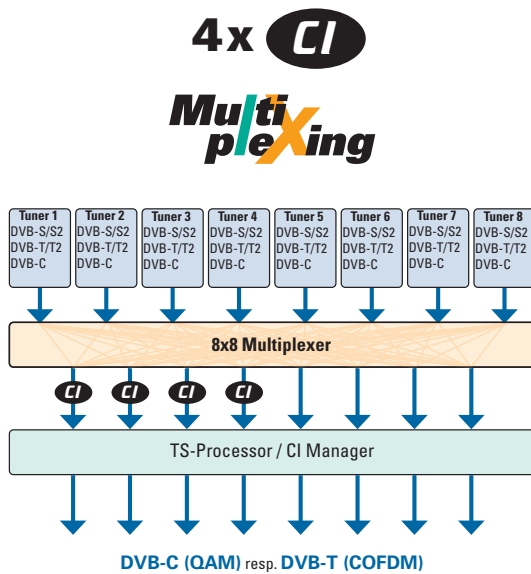 4x CI
Multi
plexing
Tuner 1 Tuner 2 Tuner 3 Tuner 4 Tuner 5 Tuner 6 Tuner 7 Tuner 8
DVB-S/S2 DVB-S/S2 DVB-S/S2 DVB-S/S2 DVB-S/S2 DVB-S/S2 DVB-S/S2 DVB-S/S2
DVB-T/T2 DVB-T/T2 DVB-T/T2 DVB-T/T2 DVB-T/T2 DVB-T/T2 DVB-T/T2 DVB-T/T2
DVB-C DVB-C DVB-C DVB-C DVB-C DVB-C DVB-C DVB-C
8x8 Multiplexer
CI CI CI CI
TS-Processor / CI Manager
DVB-C (QAM) resp. DVB-T (COFDM)